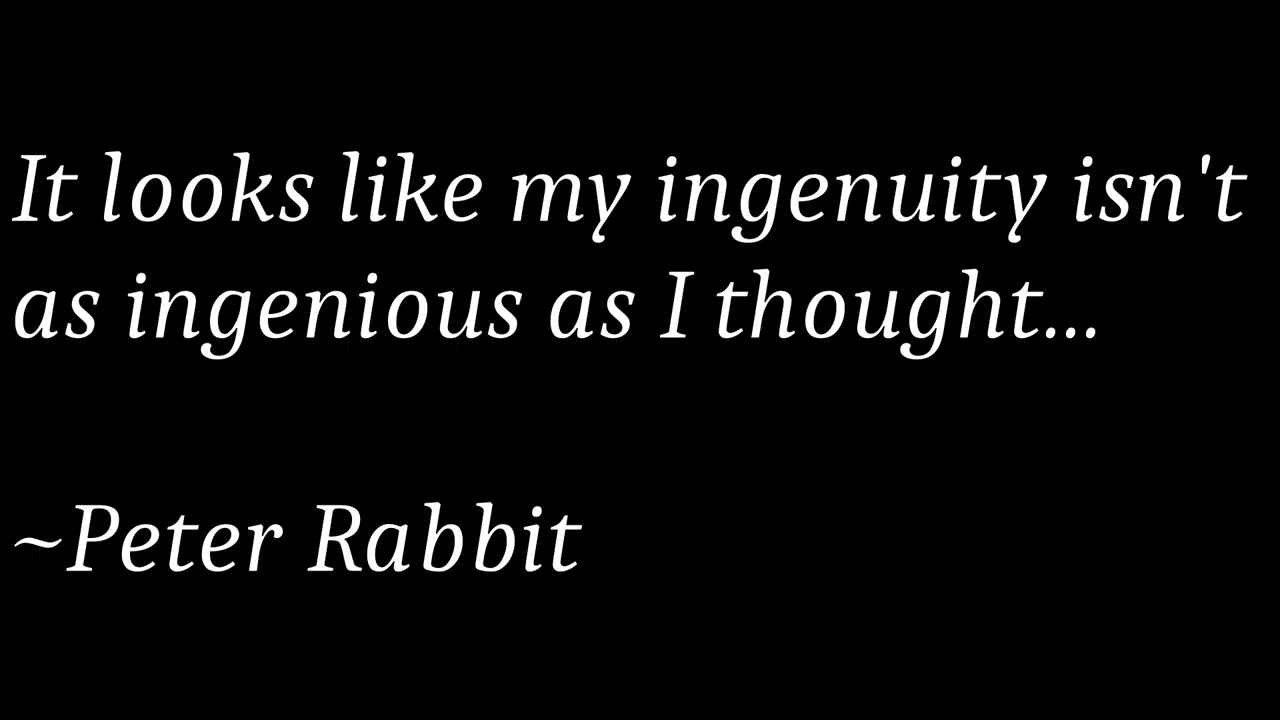 It looks like my ingenuity isn't
as ingenious as I thought...
~Peter Rabbit